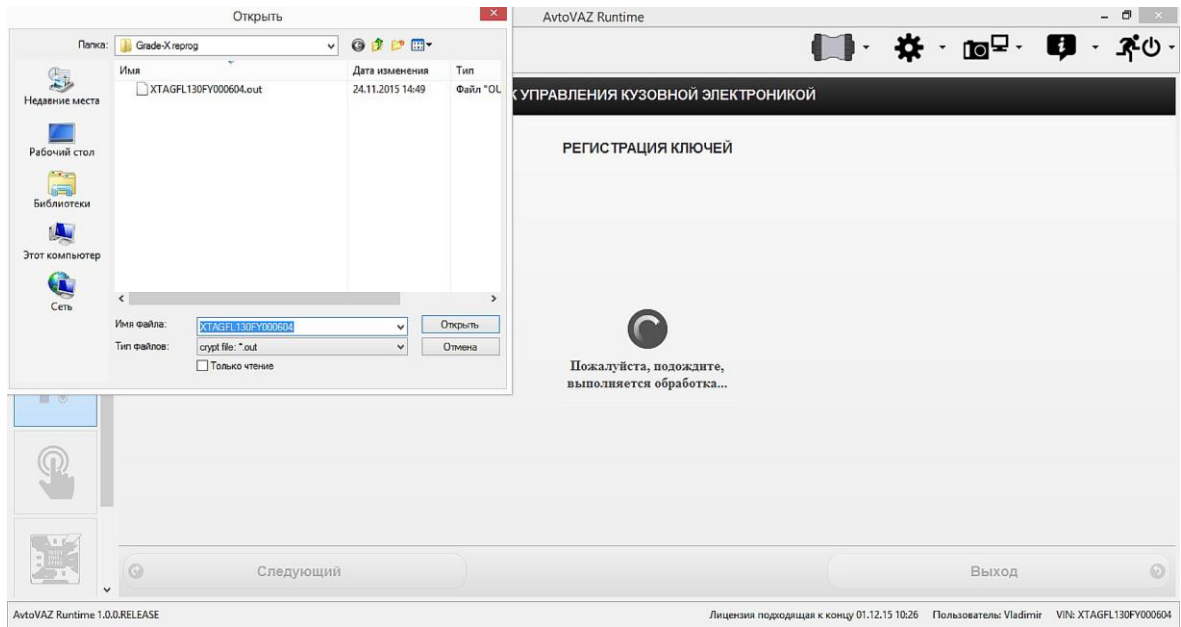 Открыть
AvtoVAZ Runtime
Папка: Grade-X reprog
Имя Дата изменения Тип
XTAGFL130FY000604.out 24.11.2015 14:49 Файл "OU
Недавние места
Рабочий стол
Библиотеки
Этот компьютер
Сеть
Имя файла: XTAGFL130FY000604 Открыть
Тип файлов: crypt file: *.out Отмена
Только чтение
К УПРАВЛЕНИЯ КУЗОВНОЙ ЭЛЕКТРОНИКОЙ
РЕГИСТРАЦИЯ КЛЮЧЕЙ
Пожалуйста, подождите,
выполняется обработка...
Следующий Выход
AvtoVAZ Runtime 1.0.0.RELEASE Лицензия подходящая к концу 01.12.15 10:26 Пользователь: Vladimir VIN: XTAGFL130FY000604